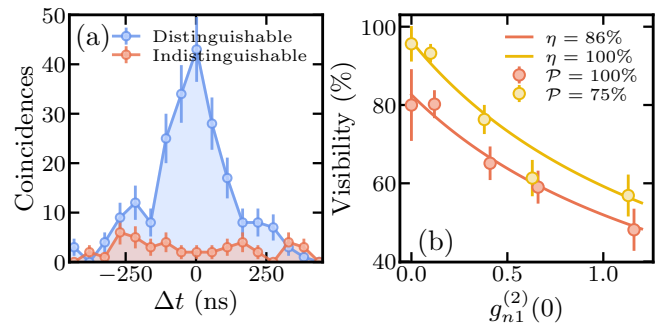 (a)
Distinguishable
Indistinguishable
Coincidences
50
40
30
20
10
0
−250
0
250
Δt (ns)
η = 86%
η = 100%
𝒫 = 100%
𝒫 = 75%
(b)
Visibility (%)
100
80
60
40
0.0
0.5
1.0
g_{n1}^{(2)}(0)